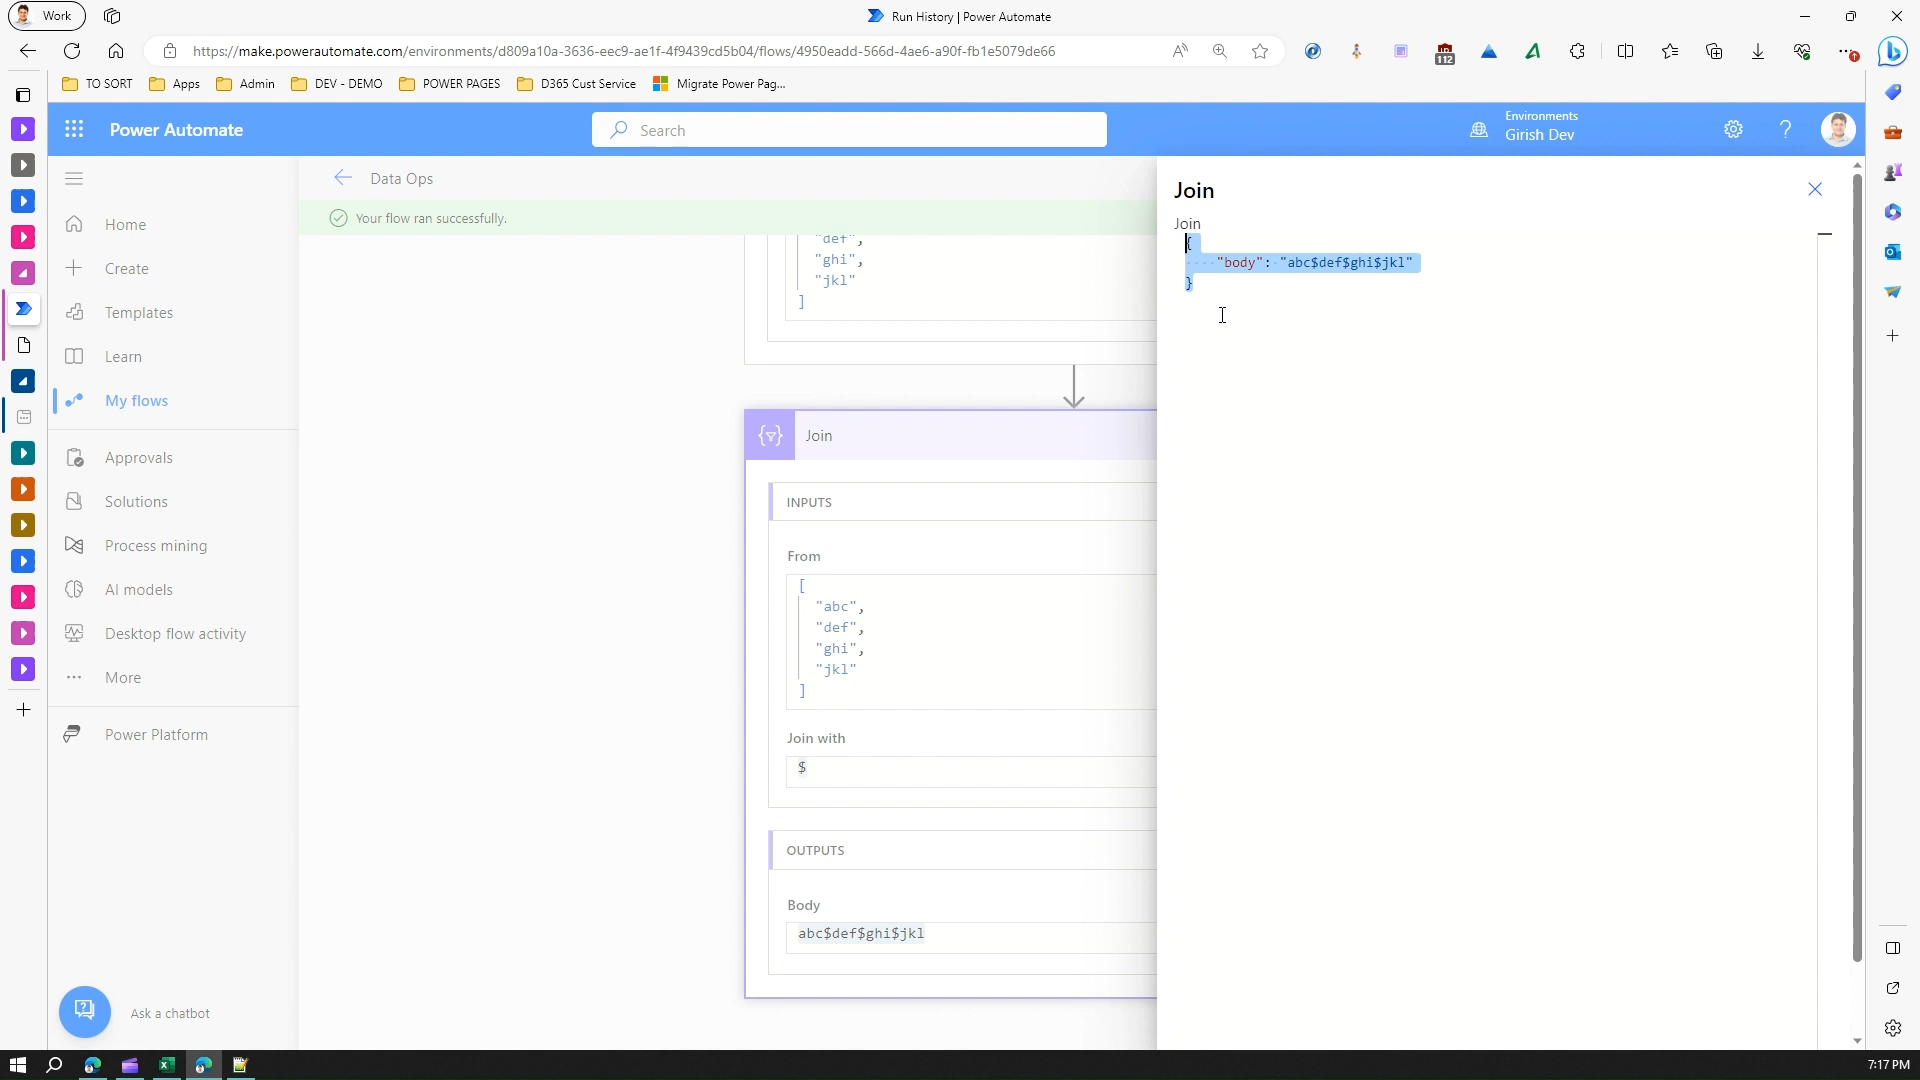 Work
Run History | Power Automate
https://make.powerautomate.com/environments/d809a10a-3636-eec9-ae1f-4f9439cd5b04/flows/4950eadd-566d-4ae6-a90f-fb1e5079de66
112
TO SORT
Apps
Admin
DEV - DEMO
POWER PAGES
D365 Cust Service
Migrate Power Pag...
Power Automate
Search
Environments
Girish Dev
Home
Create
Templates
Learn
My flows
Approvals
Solutions
Process mining
AI models
Desktop flow activity
More
Power Platform
Ask a chatbot
Data Ops
Your flow ran successfully.
"def",
"ghi",
"jkl"
]
Join
INPUTS
From
[
"abc",
"def",
"ghi",
"jkl"
]
Join with
$
OUTPUTS
Body
abc$def$ghi$jkl
Join
Join
{
"body": "abc$def$ghi$jkl"
}
7:17 PM